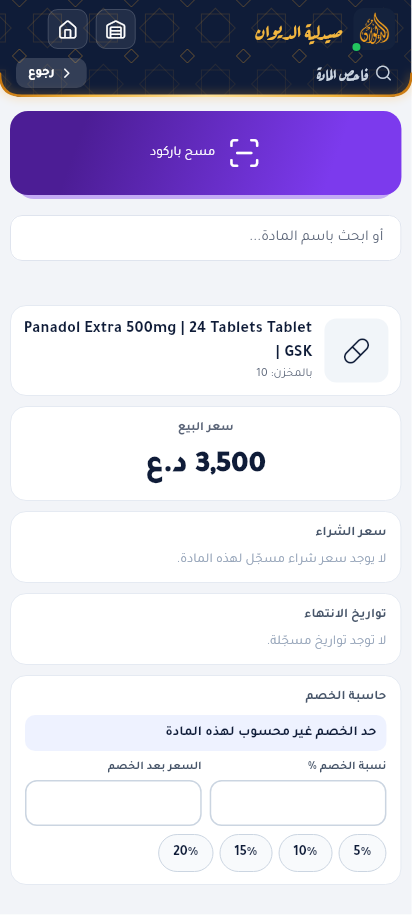 صيدلية الديوان
فاحص المادة
رجوع
مسح باركود
أو ابحث باسم المادة...
Panadol Extra 500mg | 24 Tablets Tablet
| GSK
بالمخزن: 10
سعر البيع
3,500 د.ع
سعر الشراء
لا يوجد سعر شراء مسجّل لهذه المادة.
تواريخ الانتهاء
لا توجد تواريخ مسجّلة.
حاسبة الخصم
حد الخصم غير محسوب لهذه المادة
نسبة الخصم %
السعر بعد الخصم
5%
10%
15%
20%